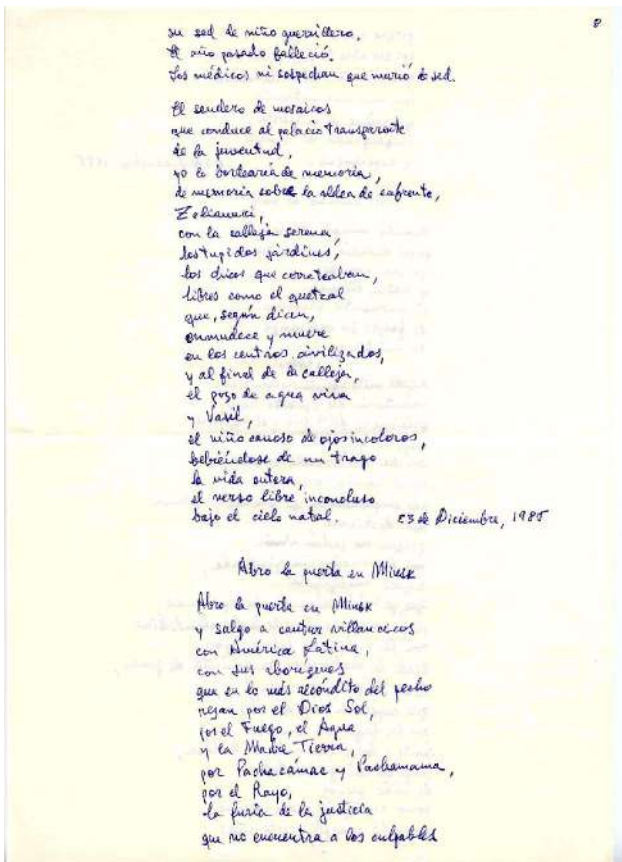 8
su sed de niño guerrillero.
El año pasado falleció.
Los médicos ni sospechan que murió de sed.
El sendero de mosaicos
que conduce al palacio transparente
de la juventud,
yo lo bordearía de memoria,
de memoria sobre la aldea de enfrente,
con la calleja serena,
los tupidos jardines,
los chicos que correteaban,
libres como el quetzal
que, según dicen,
enmudece y muere
en los centros civilizados,
y al final de la calleja,
el pozo de agua viva
y Vasil,
el niño canoso de ojos incoloros,
bebiéndose de un trago
la vida entera,
el verso libre inconcluso
bajo el cielo natal.
23 de Diciembre, 1985
Abro la puerta en Minsk
Abro la puerta en Minsk
y salgo a cantar villancicos
con América Latina,
con sus aborígenes
que en lo más recóndito del pecho
rezan por el Dios Sol,
por el Fuego, el Agua
y la Madre Tierra,
por Pachacámac y Pachamama,
por el Rayo,
la furia de la justicia
que no encuentra a los culpables